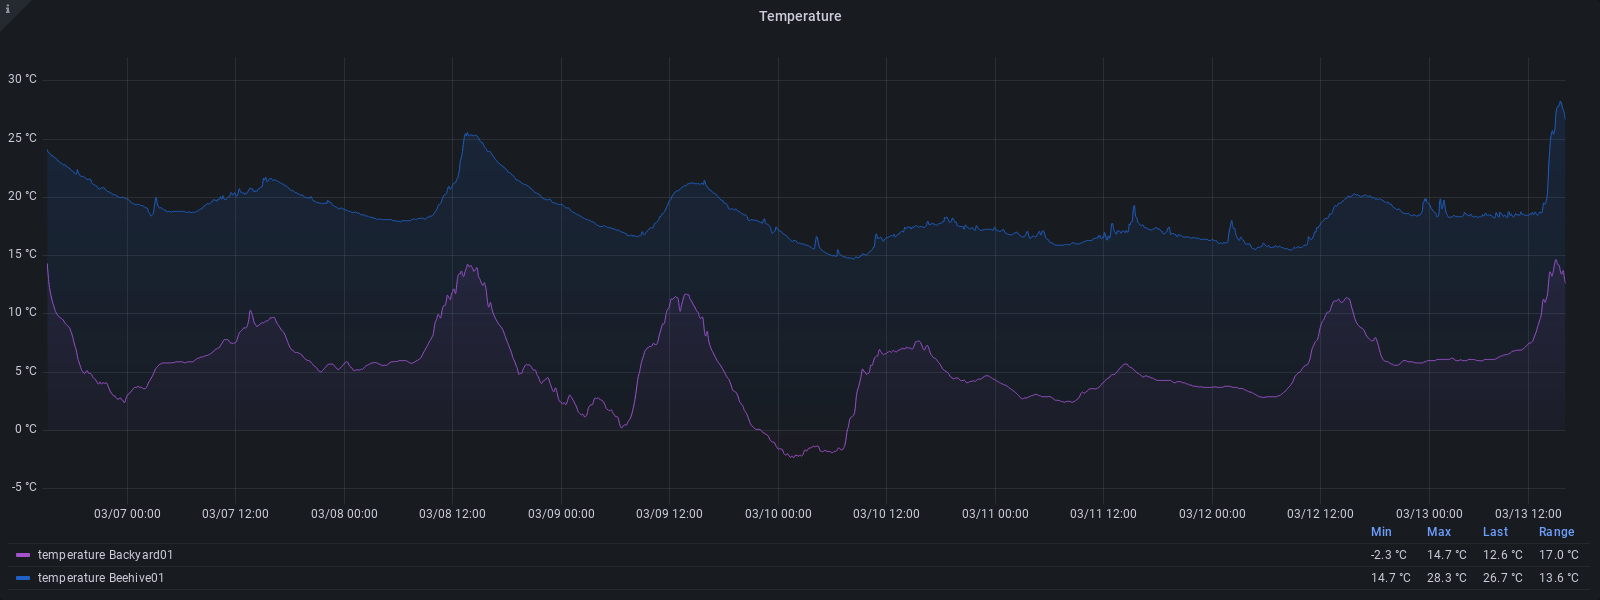 i
Temperature
30 °C
25 °C
20 °C
15 °C
10 °C
5 °C
0 °C
-5 °C
03/07 00:00 03/07 12:00 03/08 00:00 03/08 12:00 03/09 00:00 03/09 12:00 03/10 00:00 03/10 12:00 03/11 00:00 03/11 12:00 03/12 00:00 03/12 12:00 03/13 00:00 03/13 12:00
Min Max Last Range
temperature Backyard01 -2.3 °C 14.7 °C 12.6 °C 17.0 °C
temperature Beehive01 14.7 °C 28.3 °C 26.7 °C 13.6 °C